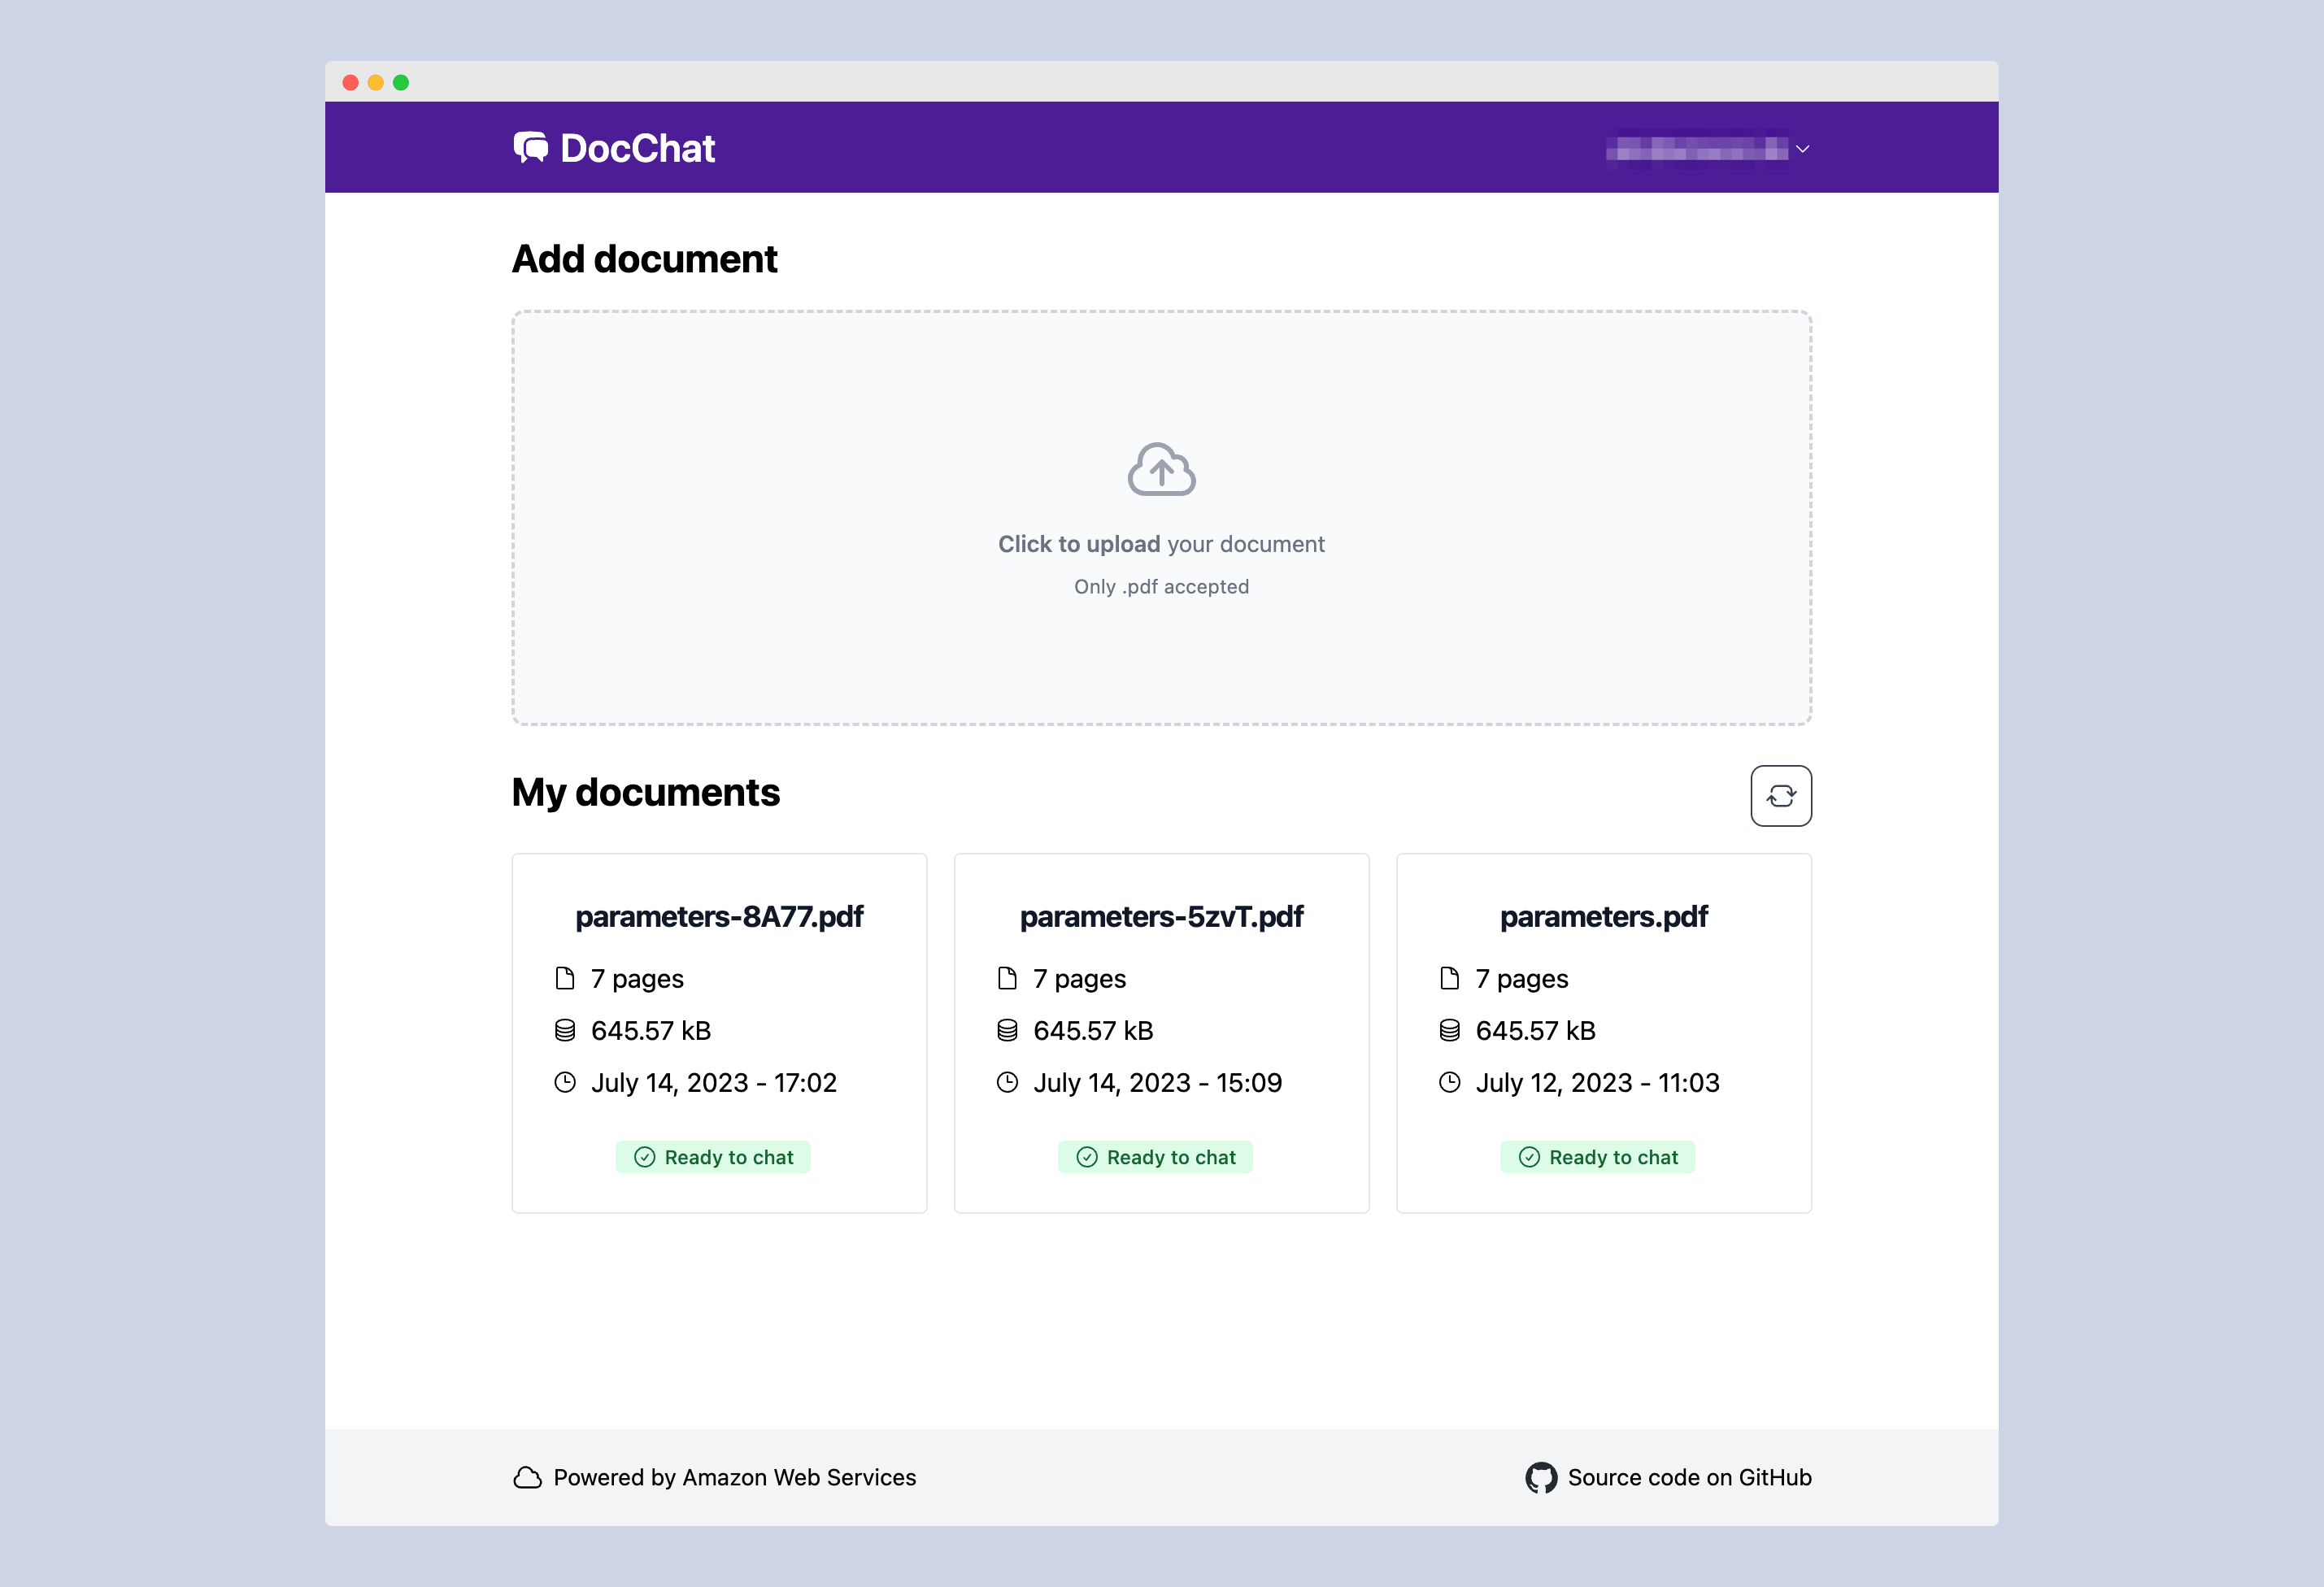 DocChat
Add document
Click to upload your document
Only .pdf accepted
My documents
parameters-8A77.pdf
7 pages
645.57 kB
July 14, 2023 - 17:02
Ready to chat
parameters-5zvT.pdf
7 pages
645.57 kB
July 14, 2023 - 15:09
Ready to chat
parameters.pdf
7 pages
645.57 kB
July 12, 2023 - 11:03
Ready to chat
Powered by Amazon Web Services
Source code on GitHub